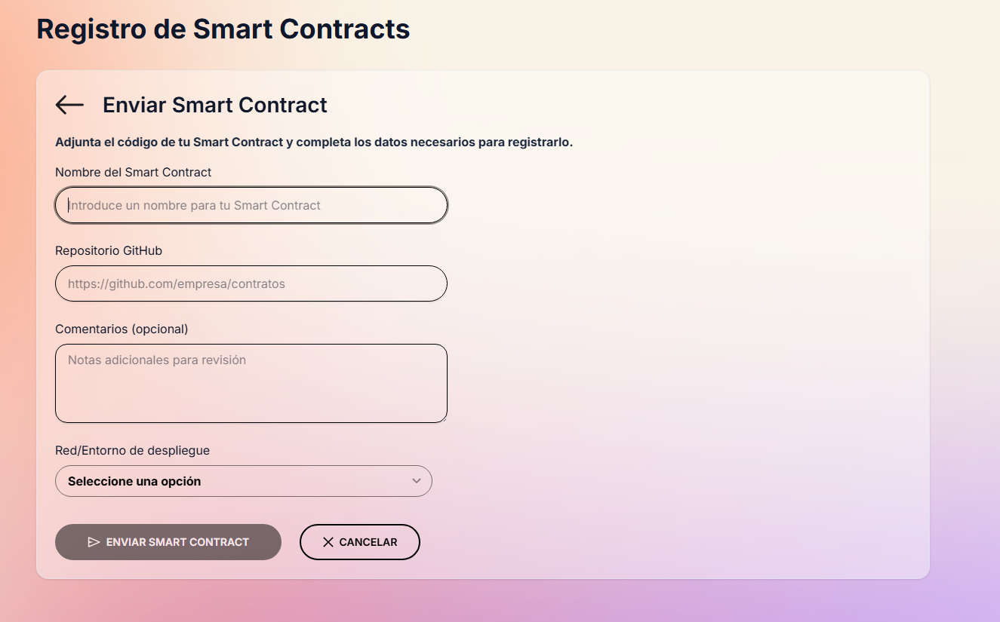 Registro de Smart Contracts
Enviar Smart Contract
Adjunta el código de tu Smart Contract y completa los datos necesarios para registrarlo.
Nombre del Smart Contract
Introduce un nombre para tu Smart Contract
Repositorio GitHub
https://github.com/empresa/contratos
Comentarios (opcional)
Notas adicionales para revisión
Red/Entorno de despliegue
Seleccione una opción
ENVIAR SMART CONTRACT
CANCELAR